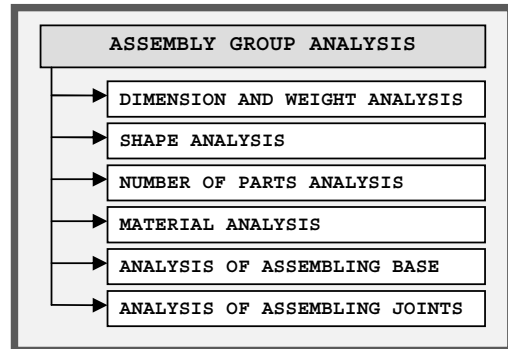 ASSEMBLY GROUP ANALYSIS
DIMENSION AND WEIGHT ANALYSIS
SHAPE ANALYSIS
NUMBER OF PARTS ANALYSIS
MATERIAL ANALYSIS
ANALYSIS OF ASSEMBLING BASE
ANALYSIS OF ASSEMBLING JOINTS